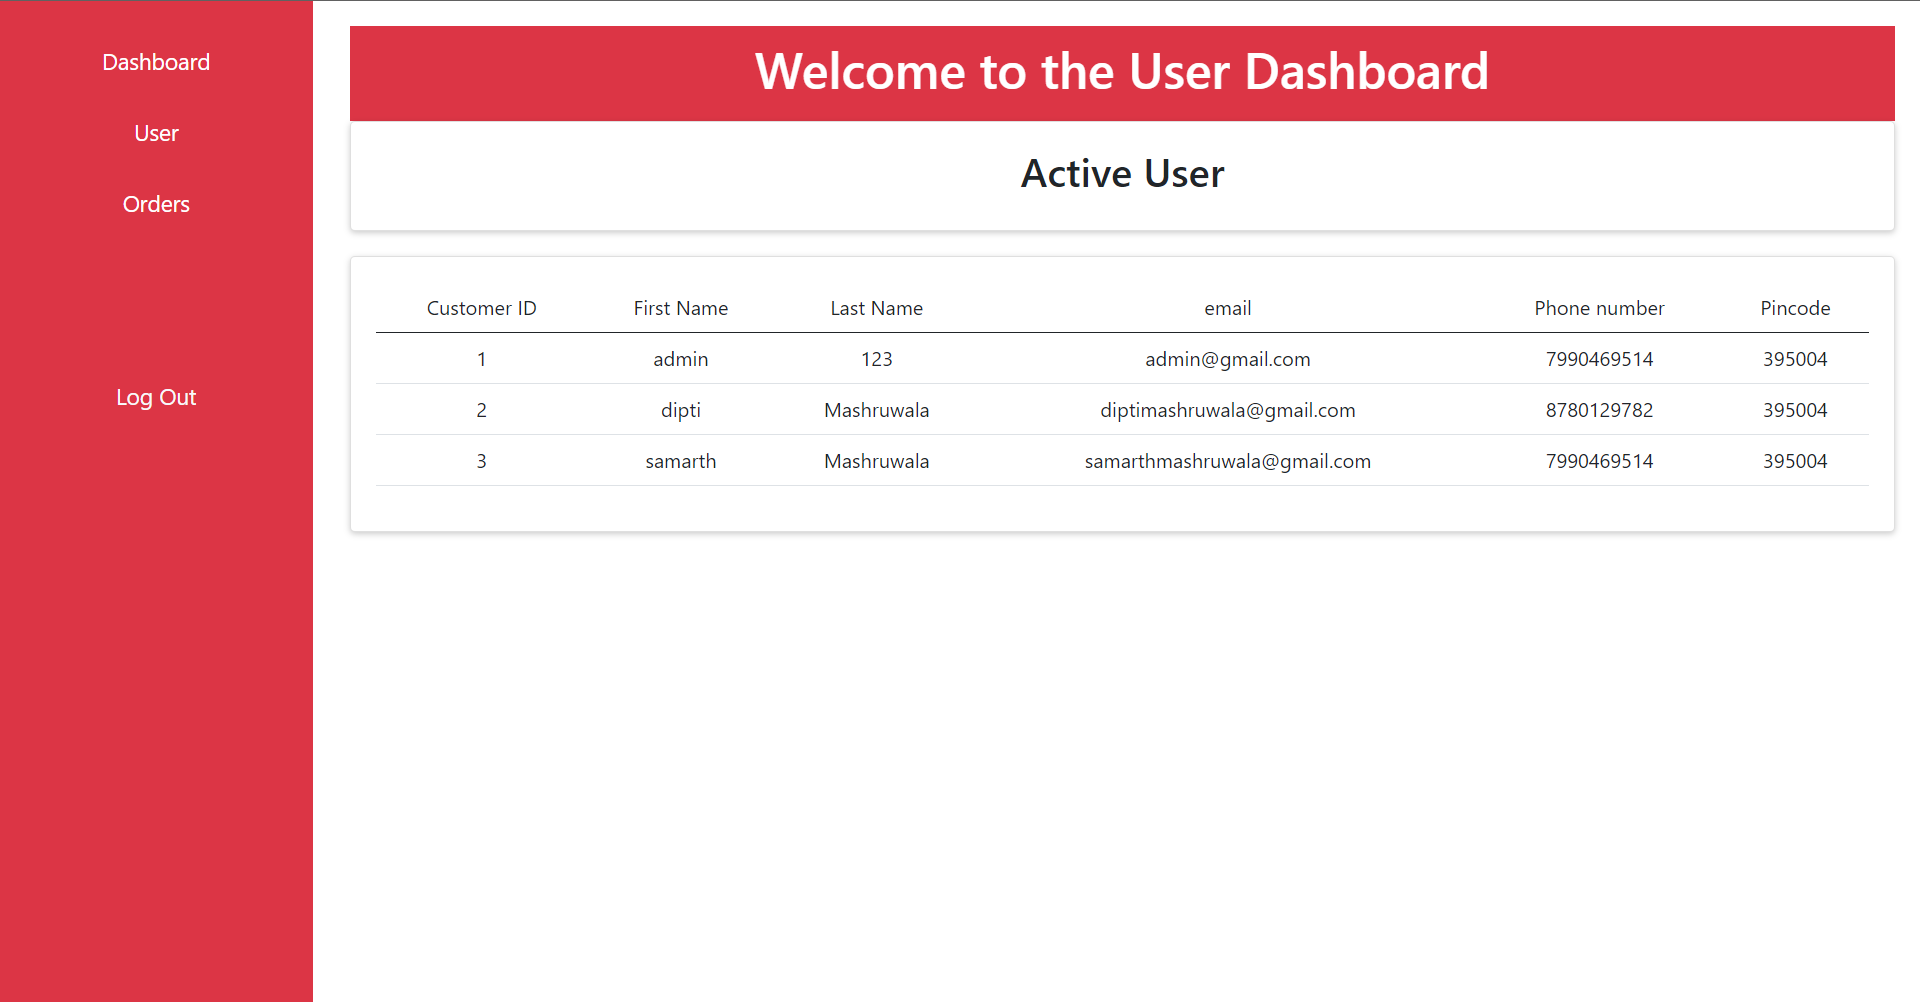 Dashboard
User
Orders
Log Out
Welcome to the User Dashboard
Active User
Customer ID First Name Last Name email Phone number Pincode
1 admin 123 admin@gmail.com 7990469514 395004
2 dipti Mashruwala diptimashruwala@gmail.com 8780129782 395004
3 samarth Mashruwala samarthmashruwala@gmail.com 7990469514 395004